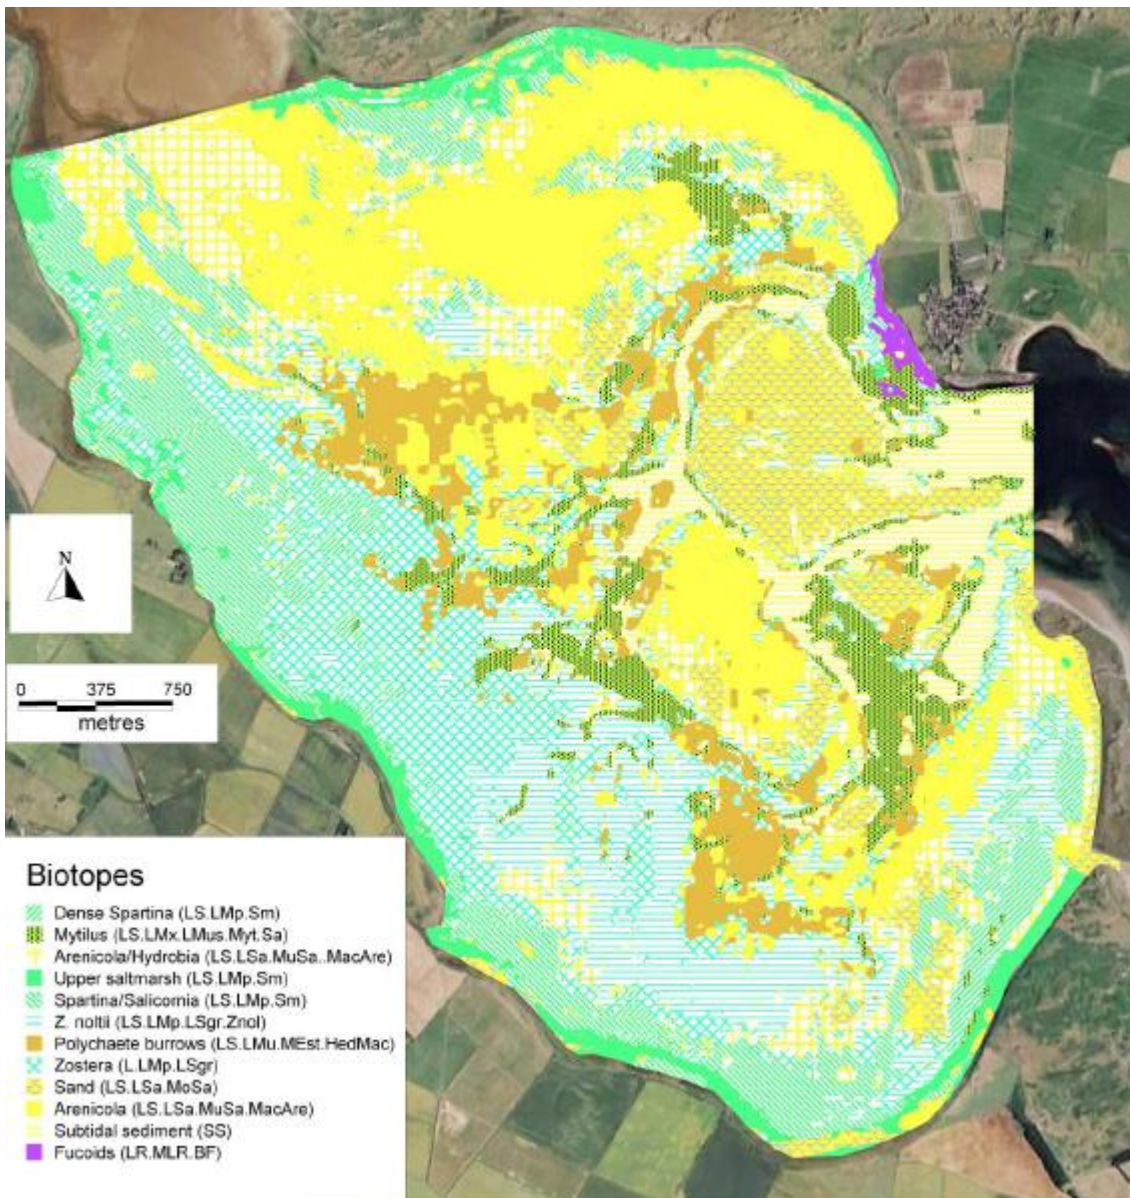 N
0 375 750
metres
Biotopes
Dense Spartina (LS.LMp.Sm)
Mytilus (LS.LMx.LMus.Myt.Sa)
Arenicola/Hydrobia (LS.LSa.MuSa..MacAre)
Upper saltmarsh (LS.LMp.Sm)
Spartina/Salicornia (LS.LMp.Sm)
Z. noltii (LS.LMp.LSgr.Znol)
Polychaete burrows (LS.LMu.MEst.HedMac)
Zostera (L.LMp.LSgr)
Sand (LS.LSa.MoSa)
Arenicola (LS.LSa.MuSa.MacAre)
Subtidal sediment (SS)
Fucoids (LR.MLR.BF)